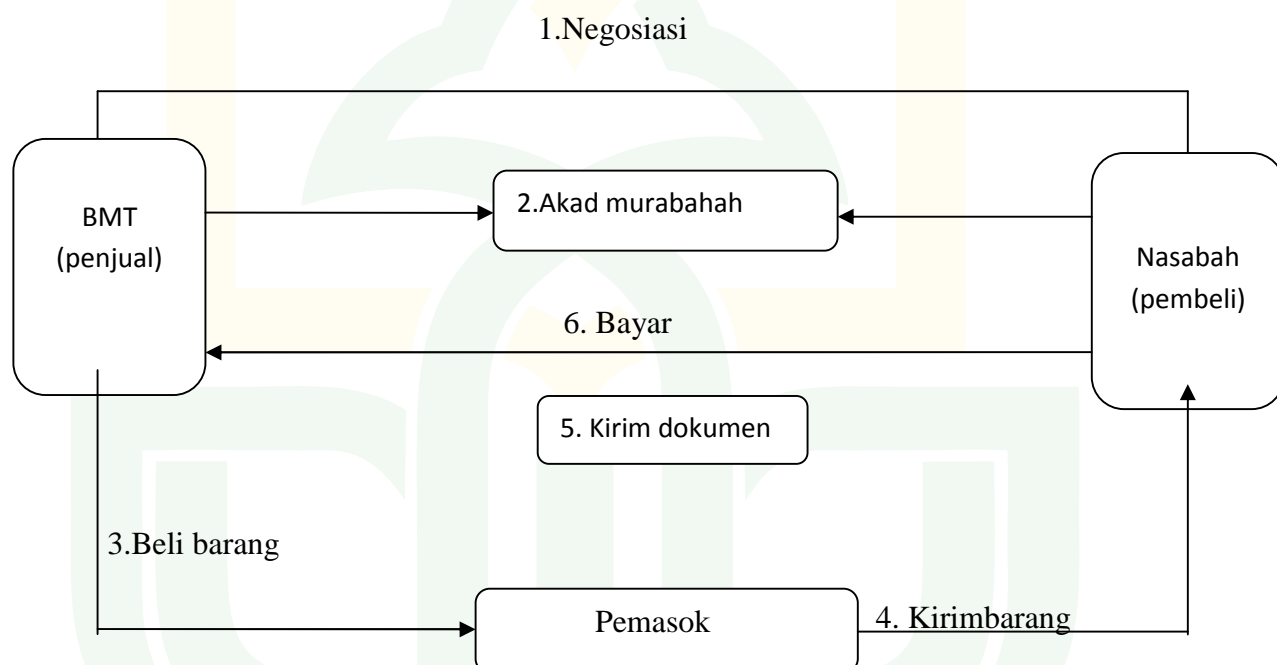 1.Negosiasi
2.Akad murabahah
BMT
(penjual)
Nasabah
(pembeli)
6. Bayar
5. Kirim dokumen
3.Beli barang
Pemasok
4. Kirimbarang